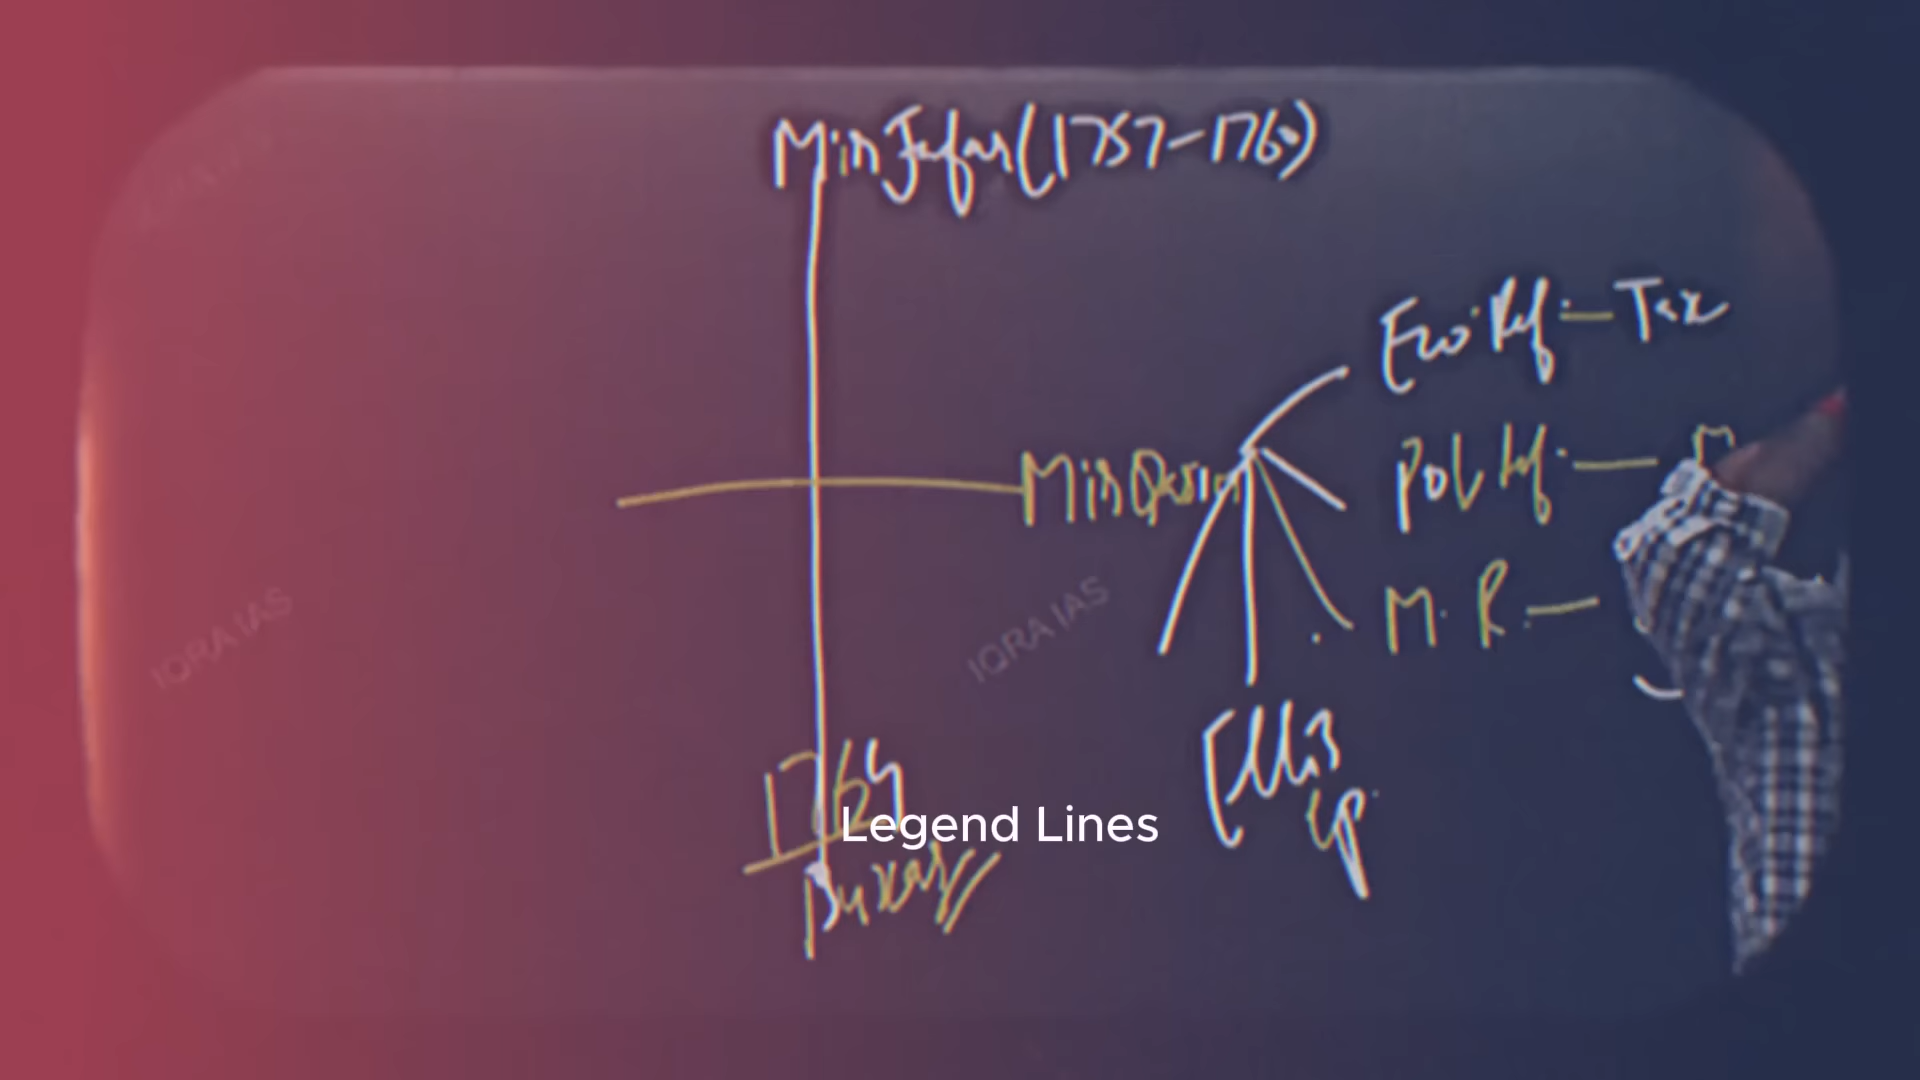 Mir Jafar (1757-1760)
Eco. Ref:- Tax
Mir Qasim
Pol Ref.-
M. R.-
IQRA IAS
IQRA IAS
Ellis
1764
Legend Lines
Buxar